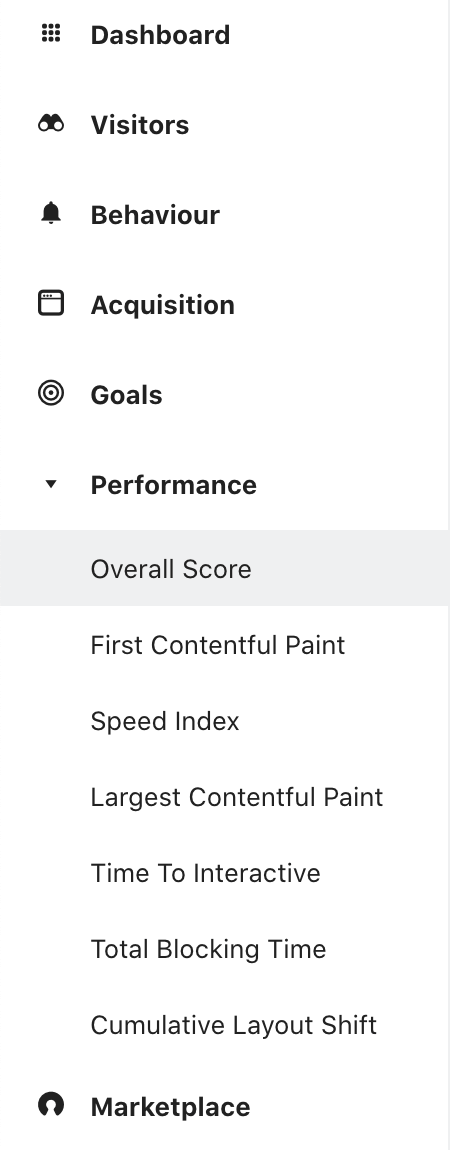 Dashboard
Visitors
Behaviour
Acquisition
Goals
Performance
Overall Score
First Contentful Paint
Speed Index
Largest Contentful Paint
Time To Interactive
Total Blocking Time
Cumulative Layout Shift
Marketplace